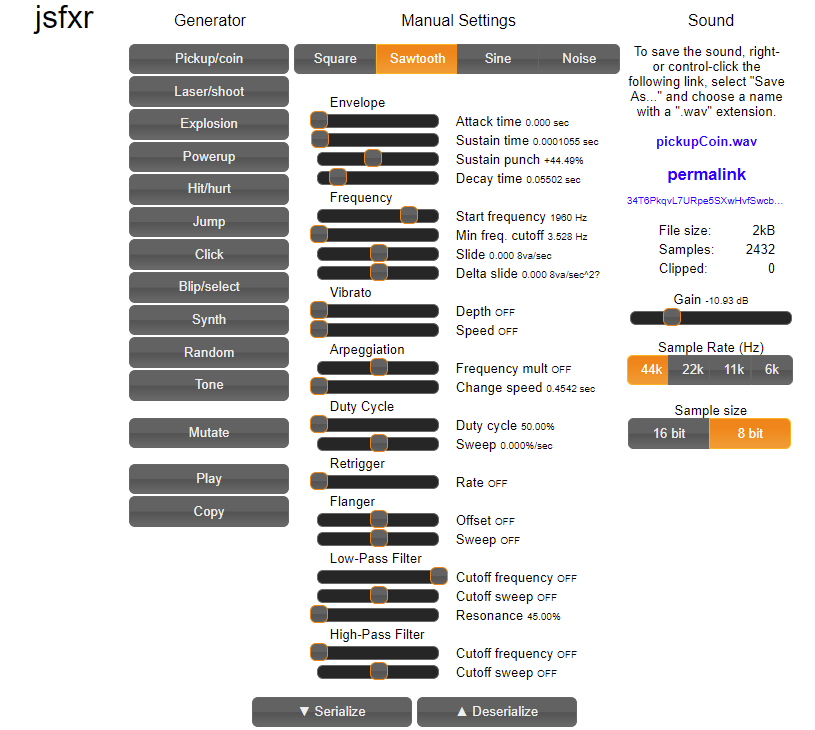 jsfxr
Generator
Pickup/coin
Laser/shoot
Explosion
Powerup
Hit/hurt
Jump
Click
Blip/select
Synth
Random
Tone
Mutate
Play
Copy
Manual Settings
Square Sawtooth Sine Noise
Envelope
Attack time 0.000 sec
Sustain time 0.0001055 sec
Sustain punch +44.49%
Decay time 0.05502 sec
Frequency
Start frequency 1960 Hz
Min freq. cutoff 3.528 Hz
Slide 0.000 8va/sec
Delta slide 0.000 8va/sec^2?
Vibrato
Depth OFF
Speed OFF
Arpeggiation
Frequency mult OFF
Change speed 0.4542 sec
Duty Cycle
Duty cycle 50.00%
Sweep 0.000%/sec
Retrigger
Rate OFF
Flanger
Offset OFF
Sweep OFF
Low-Pass Filter
Cutoff frequency OFF
Cutoff sweep OFF
Resonance 45.00%
High-Pass Filter
Cutoff frequency OFF
Cutoff sweep OFF
▼ Serialize ▲ Deserialize
Sound
To save the sound, right-
or control-click the
following link, select "Save
As..." and choose a name
with a ".wav" extension.
pickupCoin.wav
permalink
34T6PkqvL7URpe5SXwHvfSwcb...
File size: 2kB
Samples: 2432
Clipped: 0
Gain -10.93 dB
Sample Rate (Hz)
44k 22k 11k 6k
Sample size
16 bit 8 bit